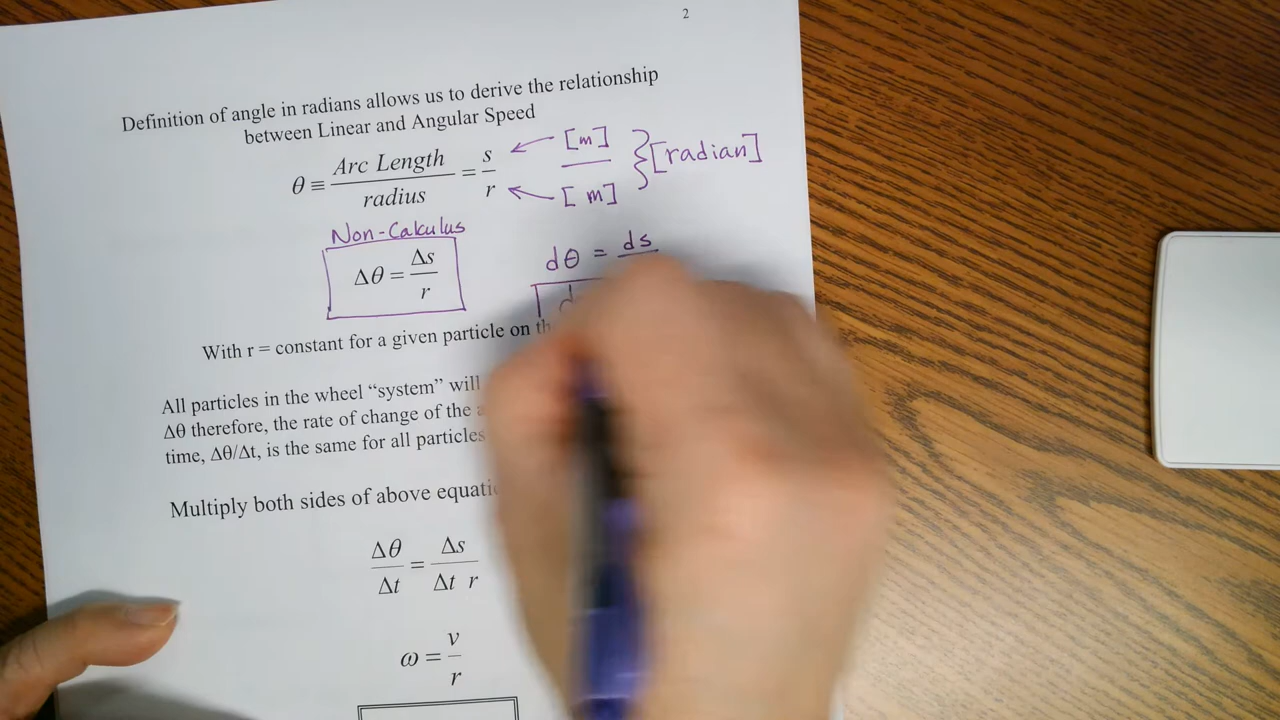 2
Definition of angle in radians allows us to derive the relationship
between Linear and Angular Speed
θ ≡ Arc Length / radius = s / r
[m] / [m] } [radian]
Non-Calculus
Δθ = Δs / r
dθ = ds
d
With r = constant for a given particle on
All particles in the wheel “system” will
Δθ therefore, the rate of change of the
time, Δθ/Δt, is the same for all particles
Multiply both sides of above
Δθ / Δt = Δs / Δt r
ω = v / r